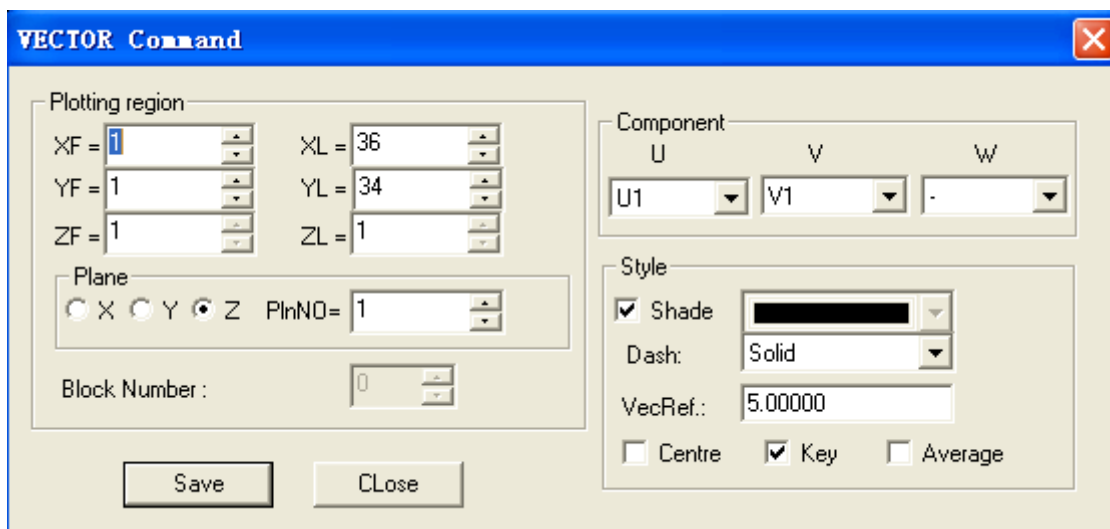 VECTOR Command
Plotting region
XF = 1 XL = 36
YF = 1 YL = 34
ZF = 1 ZL = 1
Plane
X Y Z PlnNO= 1
Block Number : 0
Save CLose
Component
U V W
U1 V1 -
Style
Shade
Dash: Solid
VecRef.: 5.00000
Centre Key Average